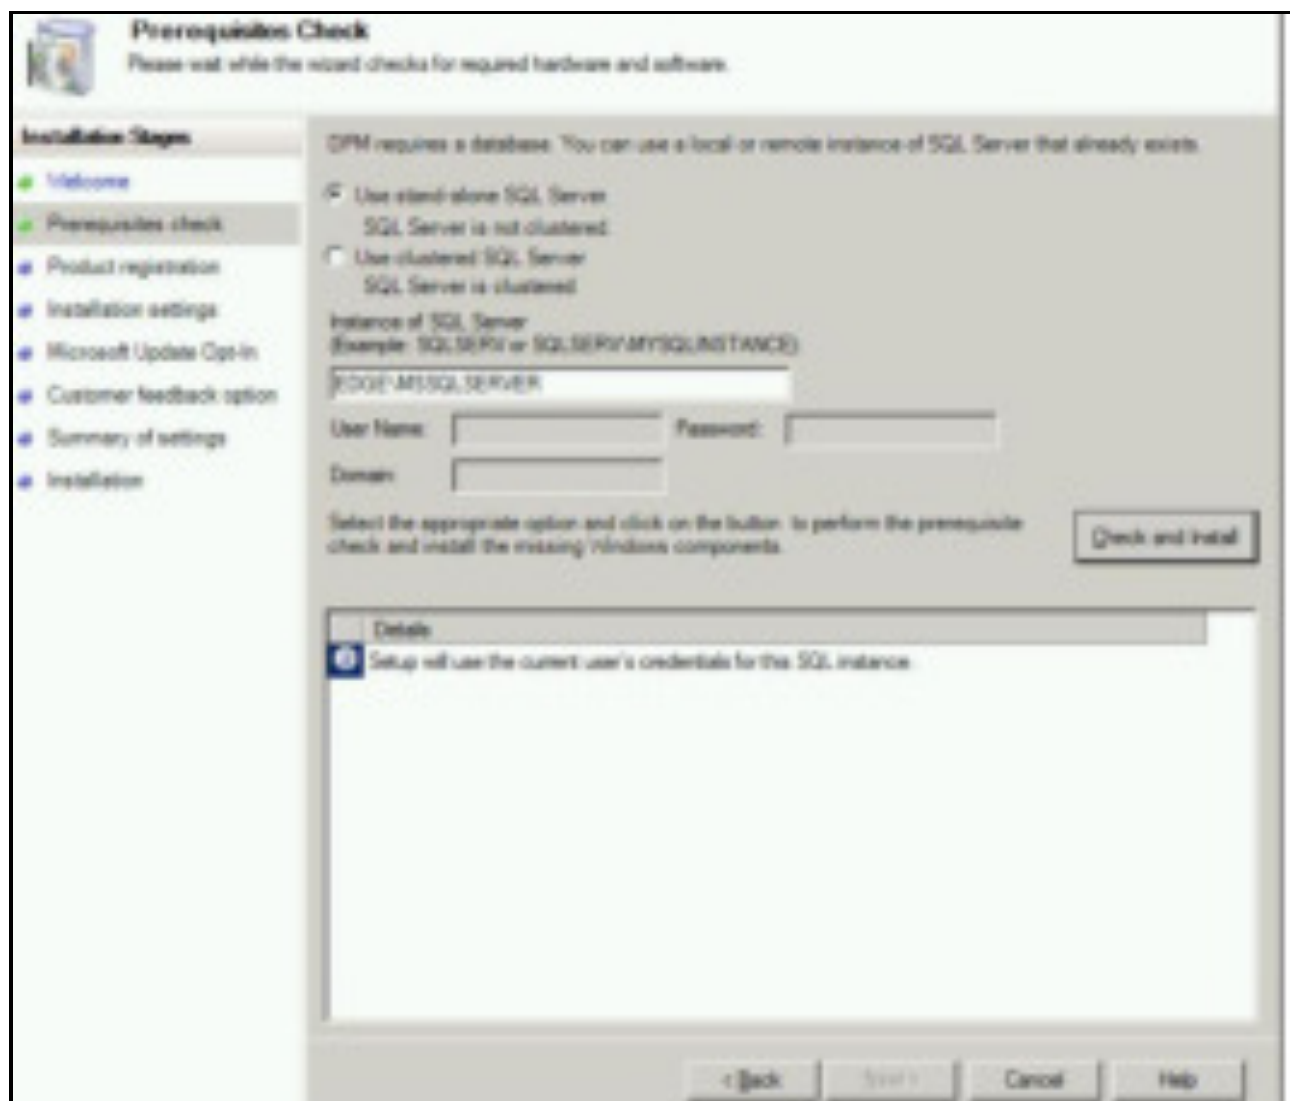 Prerequisites Check
Please wait while the wizard checks for required hardware and software.
Installation Stages
Welcome
Prerequisites check
Product registration
Installation settings
Microsoft Update Opt-In
Customer feedback option
Summary of settings
Installation
DPM requires a database. You can use a local or remote instance of SQL Server that already exists.
Use stand-alone SQL Server
SQL Server is not clustered.
Use clustered SQL Server
SQL Server is clustered.
Instance of SQL Server
(Example: SQLSERV or SQLSERV\MYSQLINSTANCE):
EDGE\MSSQLSERVER
User Name: Password:
Domain:
Select the appropriate option and click on the button to perform the prerequisite
check and install the missing Windows components.
Check and Install
Details
Setup will use the current user's credentials for this SQL instance.
< Back Next > Cancel Help